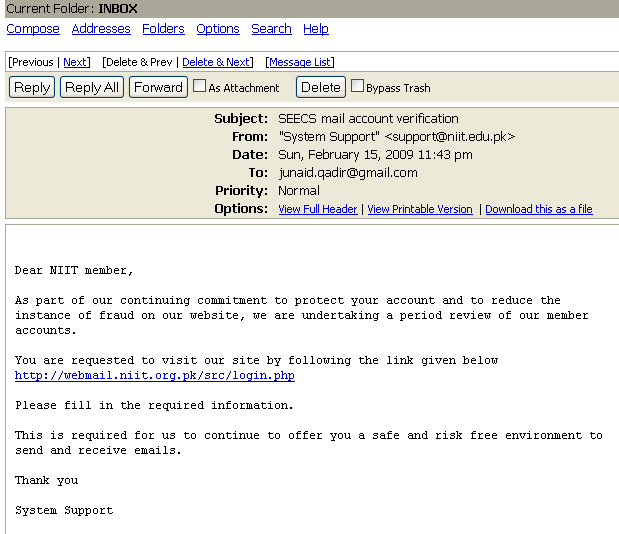 Current Folder: INBOX
Compose Addresses Folders Options Search Help
[Previous | Next] [Delete & Prev | Delete & Next] [Message List]
Reply Reply All Forward As Attachment Delete Bypass Trash
Subject: SEECS mail account verification
From: "System Support" <support@niit.edu.pk>
Date: Sun, February 15, 2009 11:43 pm
To: junaid.qadir@gmail.com
Priority: Normal
Options: View Full Header | View Printable Version | Download this as a file
Dear NIIT member,
As part of our continuing commitment to protect your account and to reduce the
instance of fraud on our website, we are undertaking a period review of our member
accounts.
You are requested to visit our site by following the link given below
http://webmail.niit.org.pk/src/login.php
Please fill in the required information.
This is required for us to continue to offer you a safe and risk free environment to
send and receive emails.
Thank you
System Support